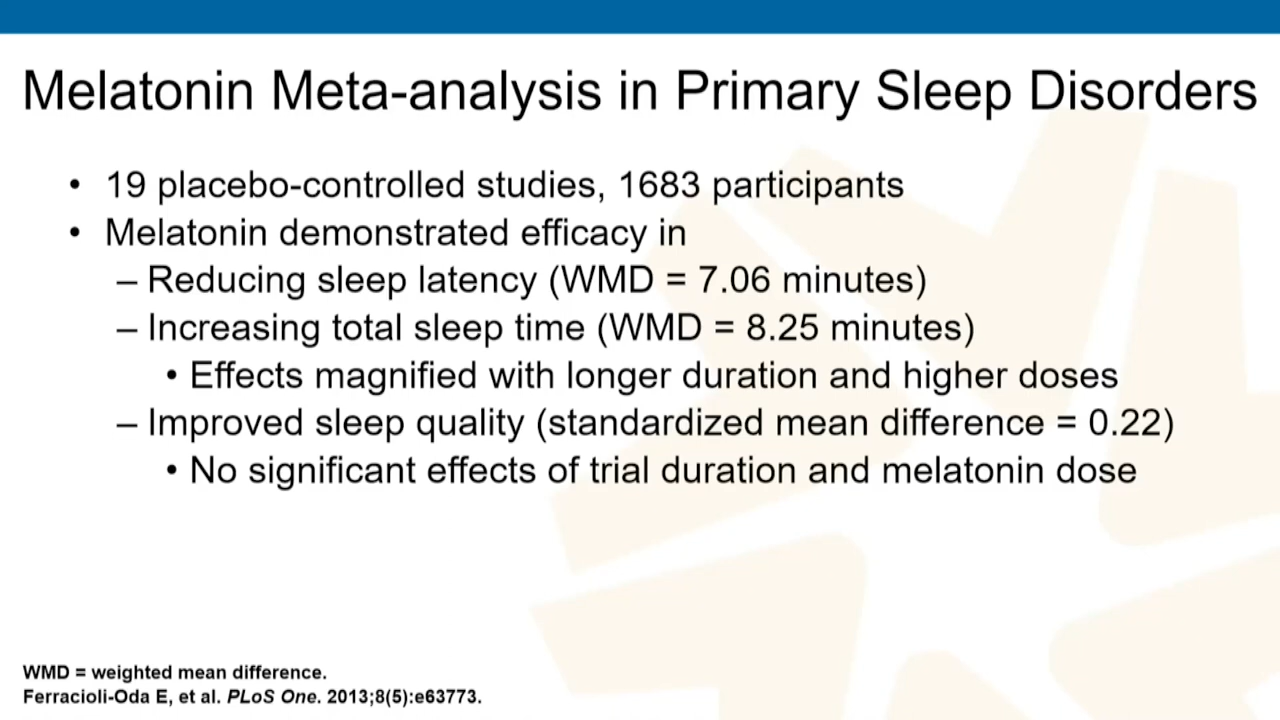 Melatonin Meta-analysis in Primary Sleep Disorders
• 19 placebo-controlled studies, 1683 participants
• Melatonin demonstrated efficacy in
– Reducing sleep latency (WMD = 7.06 minutes)
– Increasing total sleep time (WMD = 8.25 minutes)
• Effects magnified with longer duration and higher doses
– Improved sleep quality (standardized mean difference = 0.22)
• No significant effects of trial duration and melatonin dose
WMD = weighted mean difference.
Ferracioli-Oda E, et al. PLoS One. 2013;8(5):e63773.